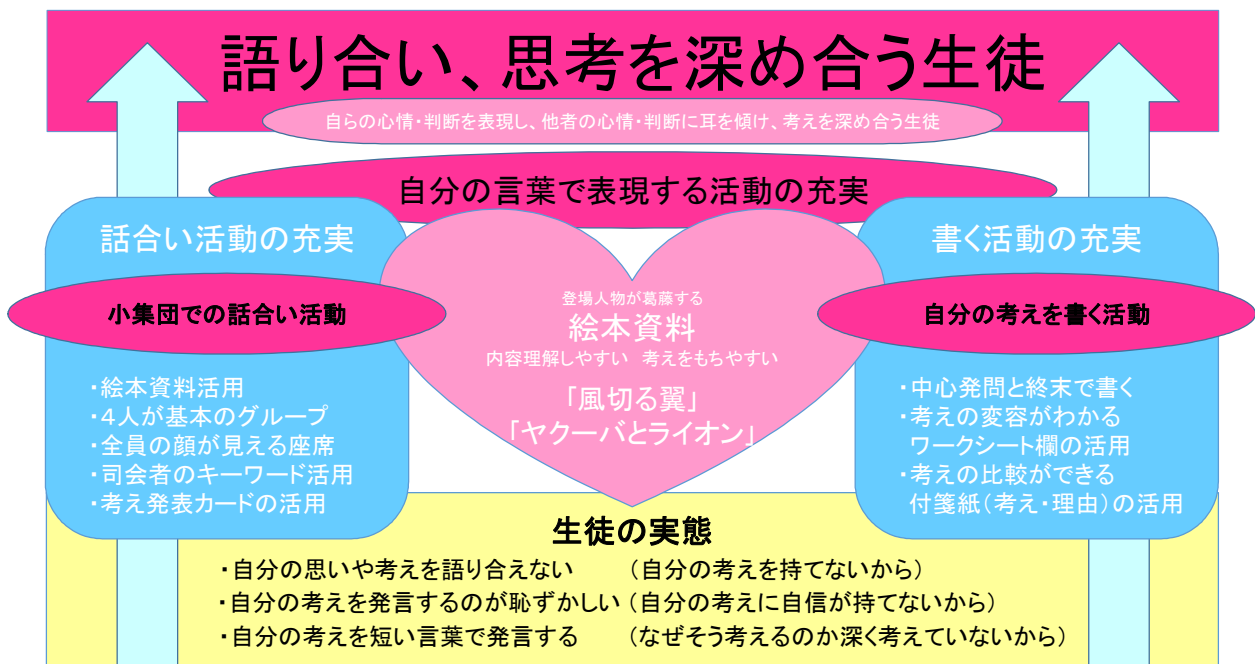 語り合い、思考を深め合う生徒
自らの心情・判断を表現し、他者の心情・判断に耳を傾け、考えを深め合う生徒
自分の言葉で表現する活動の充実
話合い活動の充実
小集団での話合い活動
・絵本資料活用
・4人が基本のグループ
・全員の顔が見える座席
・司会者のキーワード活用
・考え発表カードの活用
登場人物が葛藤する
絵本資料
内容理解しやすい 考えをもちやすい
「風切る翼」
「ヤクーバとライオン」
書く活動の充実
自分の考えを書く活動
・中心発問と終末で書く
・考えの変容がわかる
ワークシート欄の活用
・考えの比較ができる
付箋紙(考え・理由)の活用
生徒の実態
・自分の思いや考えを語り合えない (自分の考えを持てないから)
・自分の考えを発言するのが恥ずかしい (自分の考えに自信が持てないから)
・自分の考えを短い言葉で発言する (なぜそう考えるのか深く考えていないから)